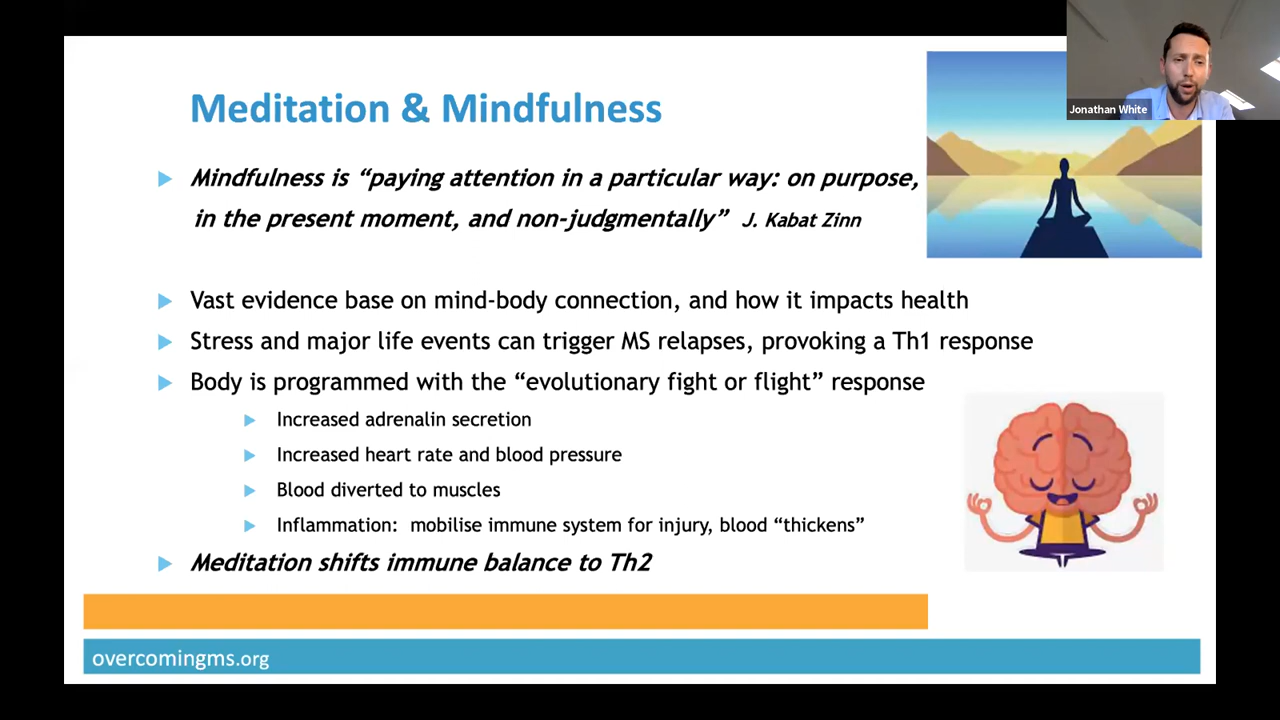 Jonathan White
Meditation & Mindfulness
Mindfulness is “paying attention in a particular way: on purpose,
in the present moment, and non-judgmentally” J. Kabat Zinn
Vast evidence base on mind-body connection, and how it impacts health
Stress and major life events can trigger MS relapses, provoking a Th1 response
Body is programmed with the “evolutionary fight or flight” response
Increased adrenalin secretion
Increased heart rate and blood pressure
Blood diverted to muscles
Inflammation: mobilise immune system for injury, blood “thickens”
Meditation shifts immune balance to Th2
overcomingms.org